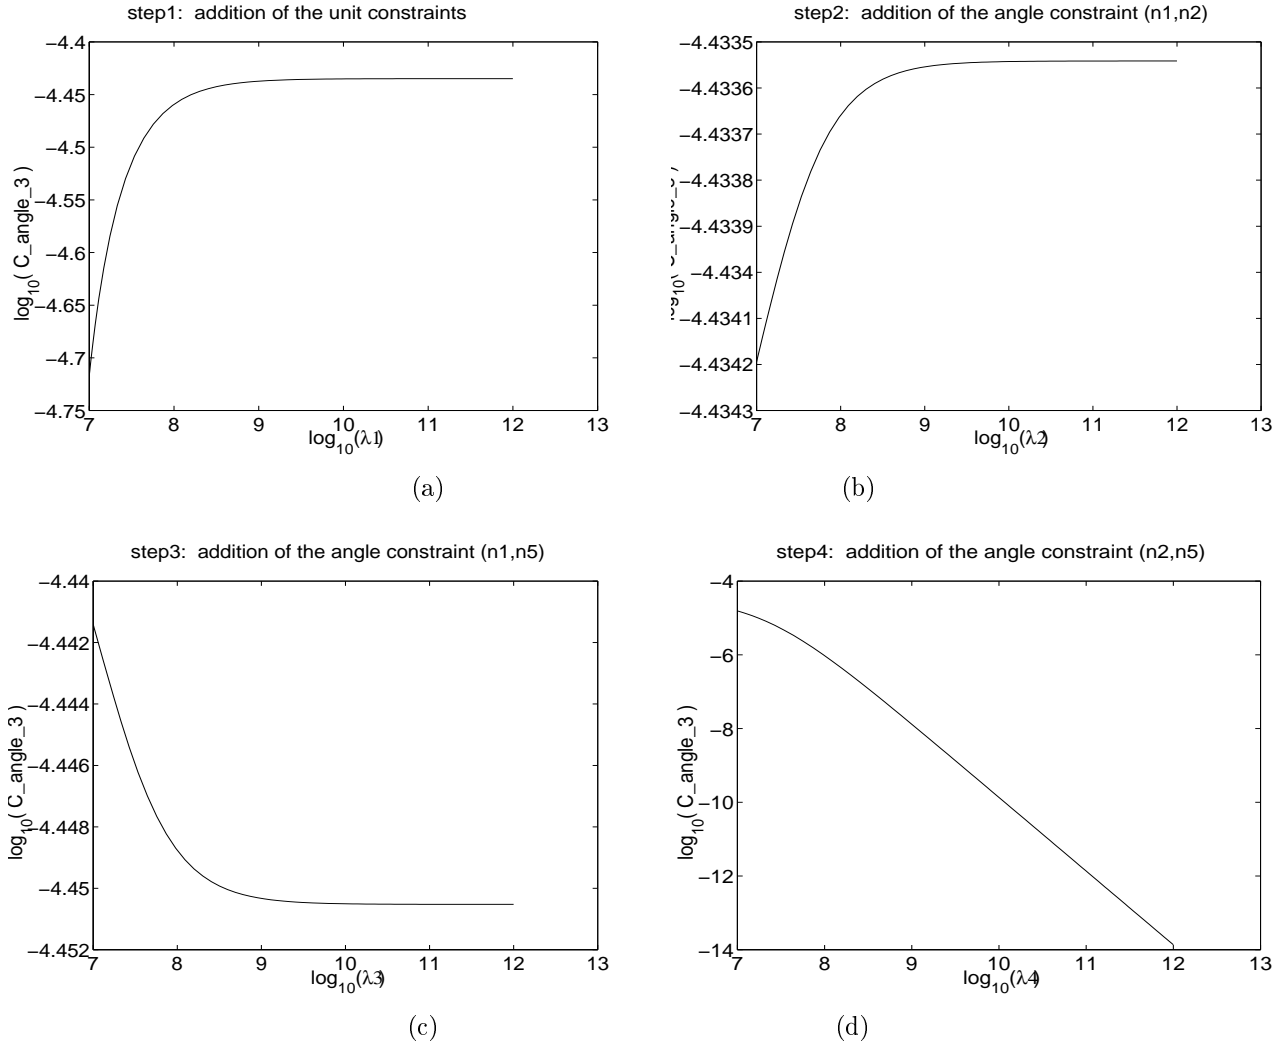 step1: addition of the unit constraints
−4.4
−4.45
−4.5
−4.55
−4.6
−4.65
−4.7
−4.75
log10( C_angle_3 )
7 8 9 10 11 12 13
log10(λ1)
(a)
step2: addition of the angle constraint (n1,n2)
−4.4335
−4.4336
−4.4337
−4.4338
−4.4339
−4.434
−4.4341
−4.4342
−4.4343
log10( C_angle_3 )
7 8 9 10 11 12 13
log10(λ2)
(b)
step3: addition of the angle constraint (n1,n5)
−4.44
−4.442
−4.444
−4.446
−4.448
−4.45
−4.452
log10( C_angle_3 )
7 8 9 10 11 12 13
log10(λ3)
(c)
step4: addition of the angle constraint (n2,n5)
−4
−6
−8
−10
−12
−14
log10( C_angle_3 )
7 8 9 10 11 12 13
log10(λ4)
(d)